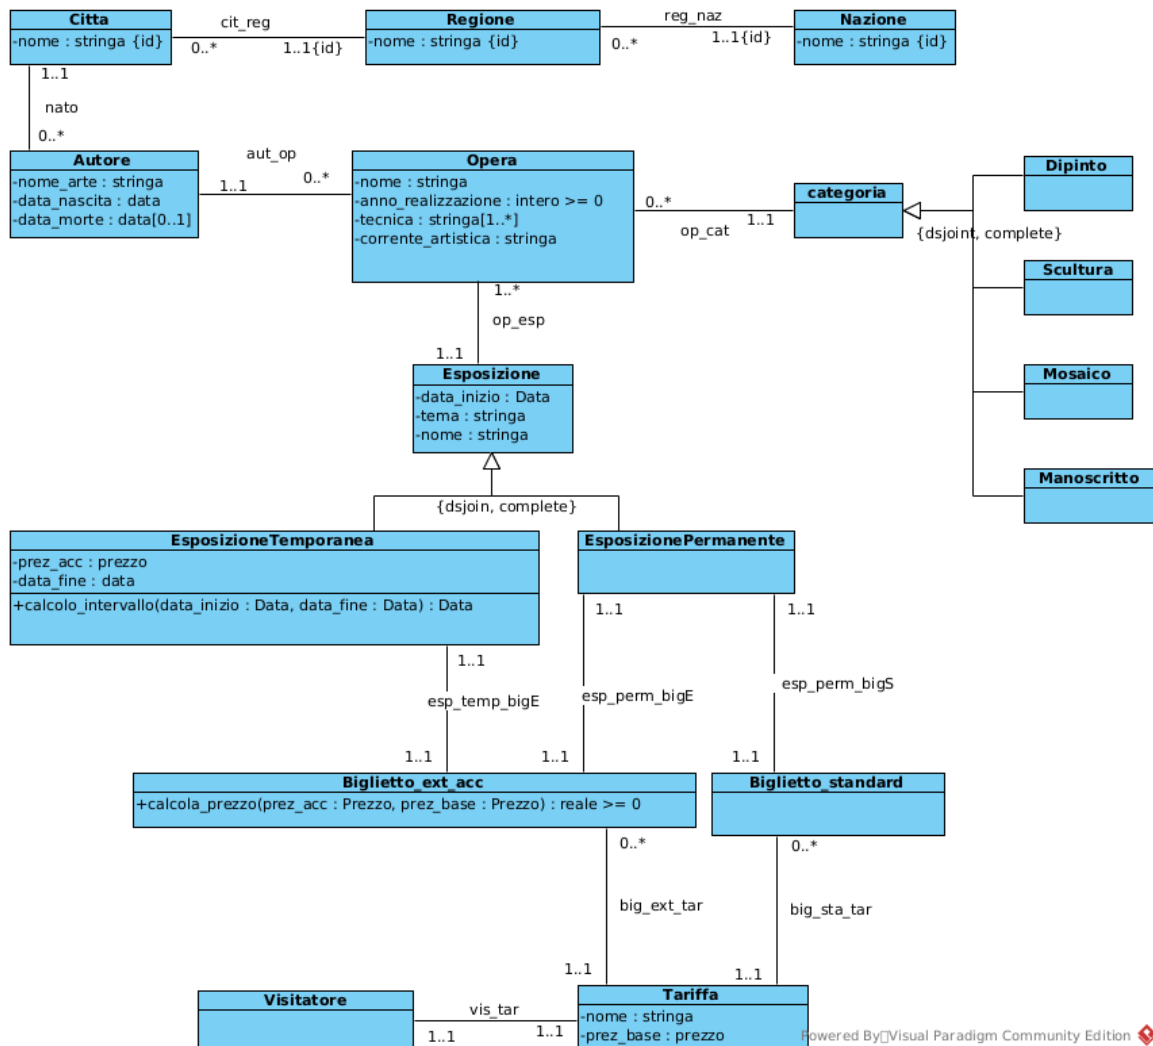 Citta
-nome : stringa {id}
cit_reg
0..*
1..1{id}
Regione
-nome : stringa {id}
reg_naz
0..*
1..1{id}
Nazione
-nome : stringa {id}
1..1
nato
0..*
Autore
-nome_arte : stringa
-data_nascita : data
-data_morte : data[0..1]
aut_op
1..1
0..*
Opera
-nome : stringa
-anno_realizzazione : intero >= 0
-tecnica : stringa[1..*]
-corrente_artistica : stringa
0..*
1..1
op_cat
categoria
{dsjoint, complete}
Dipinto
Scultura
Mosaico
Manoscritto
1..*
op_esp
1..1
Esposizione
-data_inizio : Data
-tema : stringa
-nome : stringa
{dsjoin, complete}
EsposizioneTemporanea
-prez_acc : prezzo
-data_fine : data
+calcolo_intervallo(data_inizio : Data, data_fine : Data) : Data
EsposizionePermanente
1..1
1..1
1..1
esp_temp_bigE
esp_perm_bigE
esp_perm_bigS
1..1
1..1
1..1
Biglietto_ext_acc
+calcola_prezzo(prez_acc : Prezzo, prez_base : Prezzo) : reale >= 0
Biglietto_standard
0..*
0..*
big_ext_tar
big_sta_tar
1..1
1..1
Visitatore
vis_tar
1..1
1..1
Tariffa
-nome : stringa
-prez_base : prezzo
Powered By Visual Paradigm Community Edition